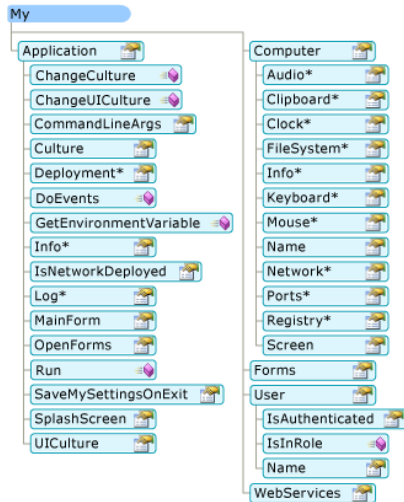 My
Application
ChangeCulture
ChangeUICulture
CommandLineArgs
Culture
Deployment*
DoEvents
GetEnvironmentVariable
Info*
IsNetworkDeployed
Log*
MainForm
OpenForms
Run
SaveMySettingsOnExit
SplashScreen
UICulture
Computer
Audio*
Clipboard*
Clock*
FileSystem*
Info*
Keyboard*
Mouse*
Name
Network*
Ports*
Registry*
Screen
Forms
User
IsAuthenticated
IsInRole
Name
WebServices